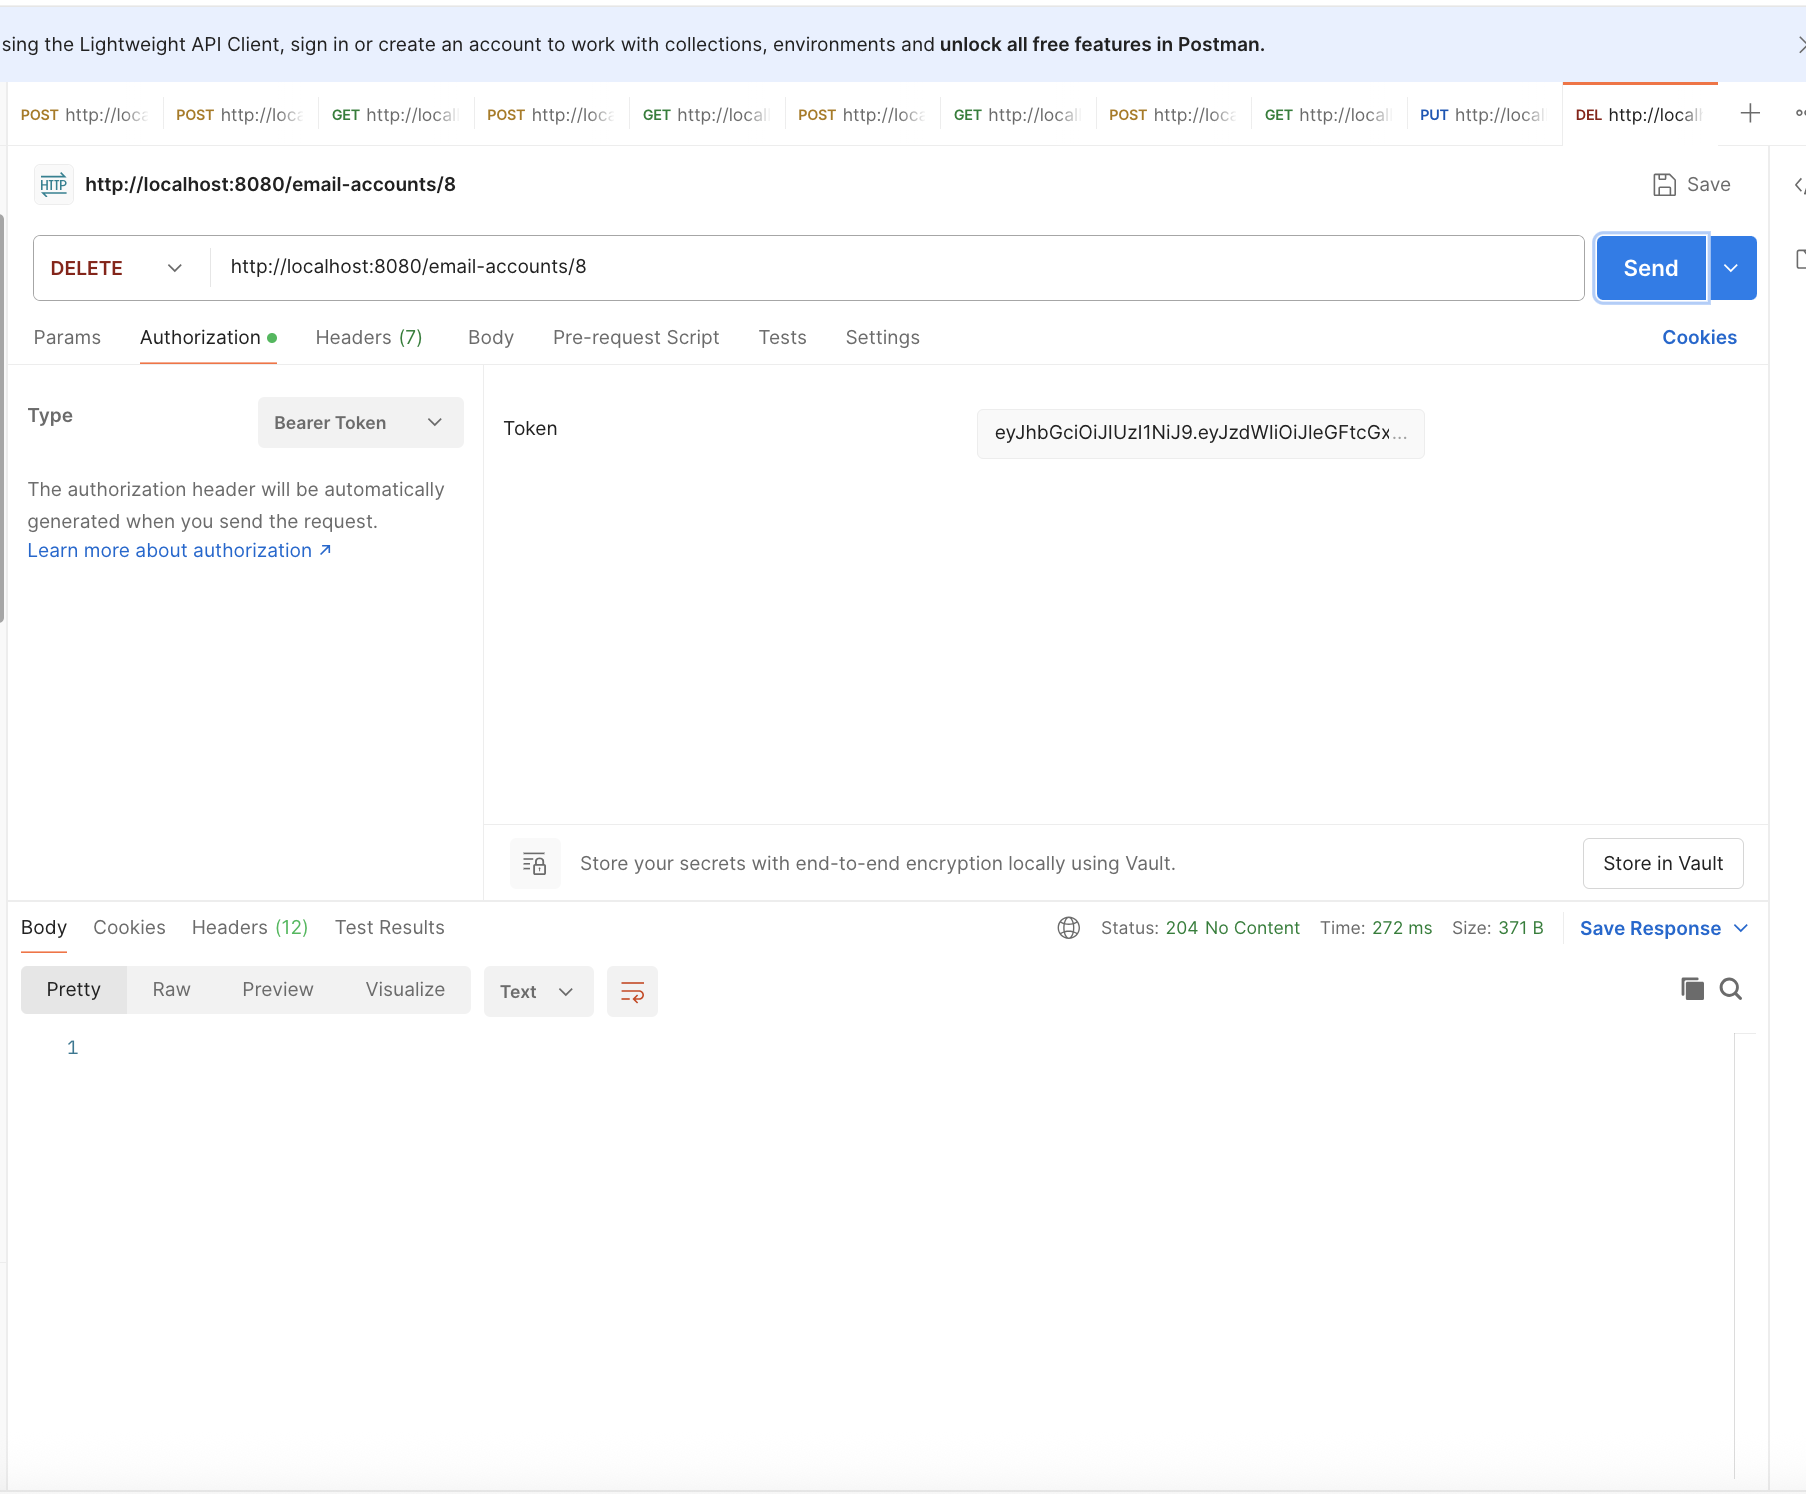 sing the Lightweight API Client, sign in or create an account to work with collections, environments and unlock all free features in Postman.
POST http://loca POST http://loca GET http://local POST http://loca GET http://local POST http://loca GET http://local POST http://loca GET http://local PUT http://local DEL http://local
HTTP http://localhost:8080/email-accounts/8 Save
DELETE http://localhost:8080/email-accounts/8 Send
Params Authorization Headers (7) Body Pre-request Script Tests Settings Cookies
Type Bearer Token
The authorization header will be automatically
generated when you send the request.
Learn more about authorization ↗
Token eyJhbGciOiJIUzI1NiJ9.eyJzdWIiOiJleGFtcGx...
Store your secrets with end-to-end encryption locally using Vault. Store in Vault
Body Cookies Headers (12) Test Results Status: 204 No Content Time: 272 ms Size: 371 B Save Response
Pretty Raw Preview Visualize Text
1